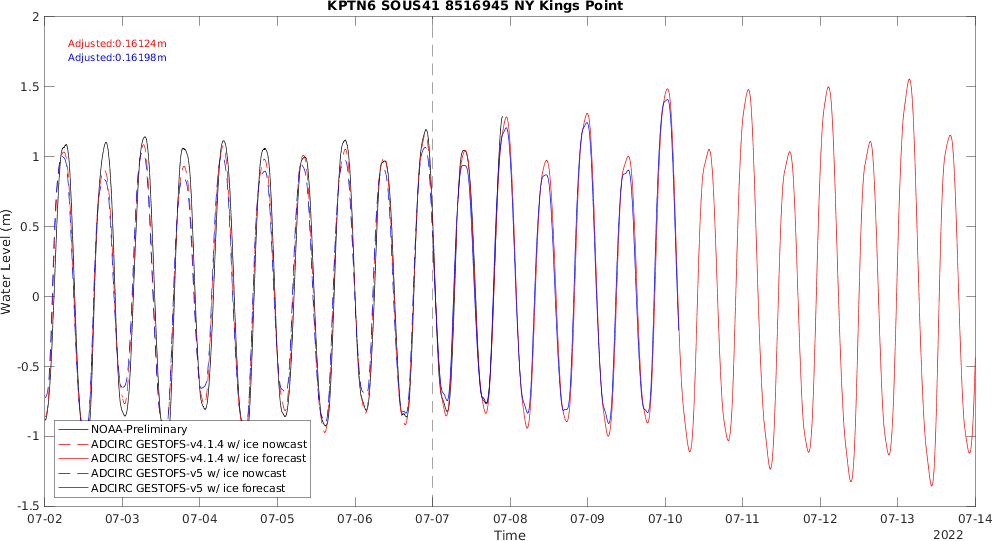 KPTN6 SOUS41 8516945 NY Kings Point
Adjusted:0.16124m
Adjusted:0.16198m
Water Level (m)
2
1.5
1
0.5
0
-0.5
-1
-1.5
NOAA-Preliminary
ADCIRC GESTOFS-v4.1.4 w/ ice nowcast
ADCIRC GESTOFS-v4.1.4 w/ ice forecast
ADCIRC GESTOFS-v5 w/ ice nowcast
ADCIRC GESTOFS-v5 w/ ice forecast
07-02 07-03 07-04 07-05 07-06 07-07 07-08 07-09 07-10 07-11 07-12 07-13 07-14
Time
2022